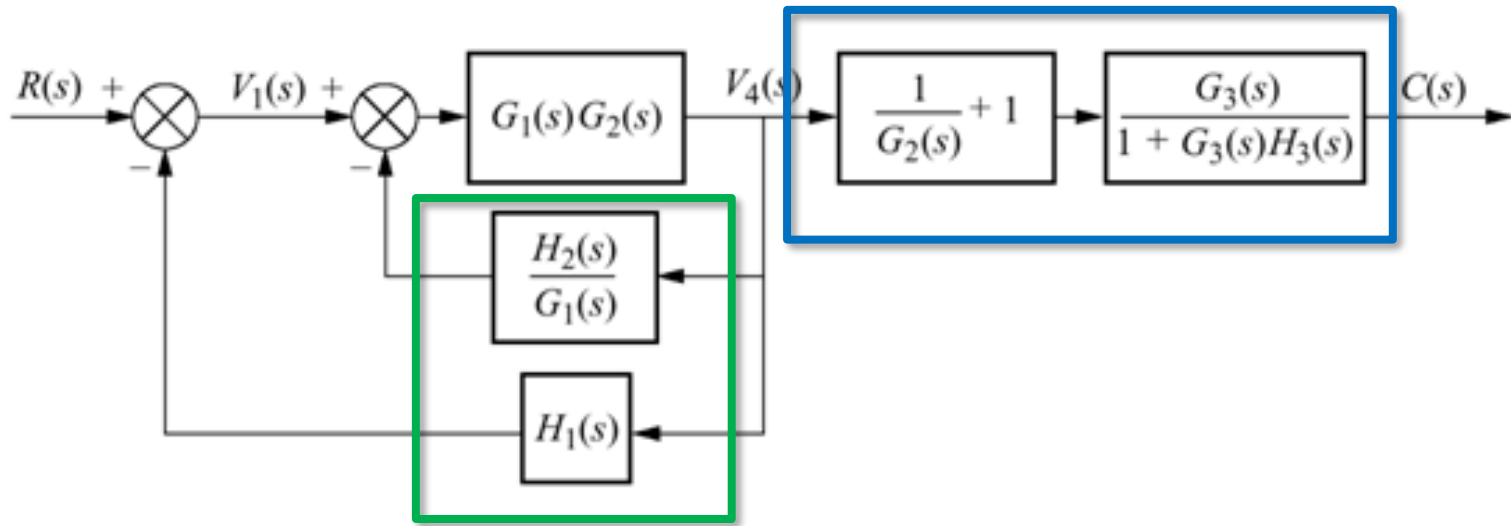 R(s) +
−
V₁(s) +
−
G₁(s)G₂(s)
V₄(s)
1
G₂(s)
+ 1
G₃(s)
1 + G₃(s)H₃(s)
C(s)
H₂(s)
G₁(s)
H₁(s)